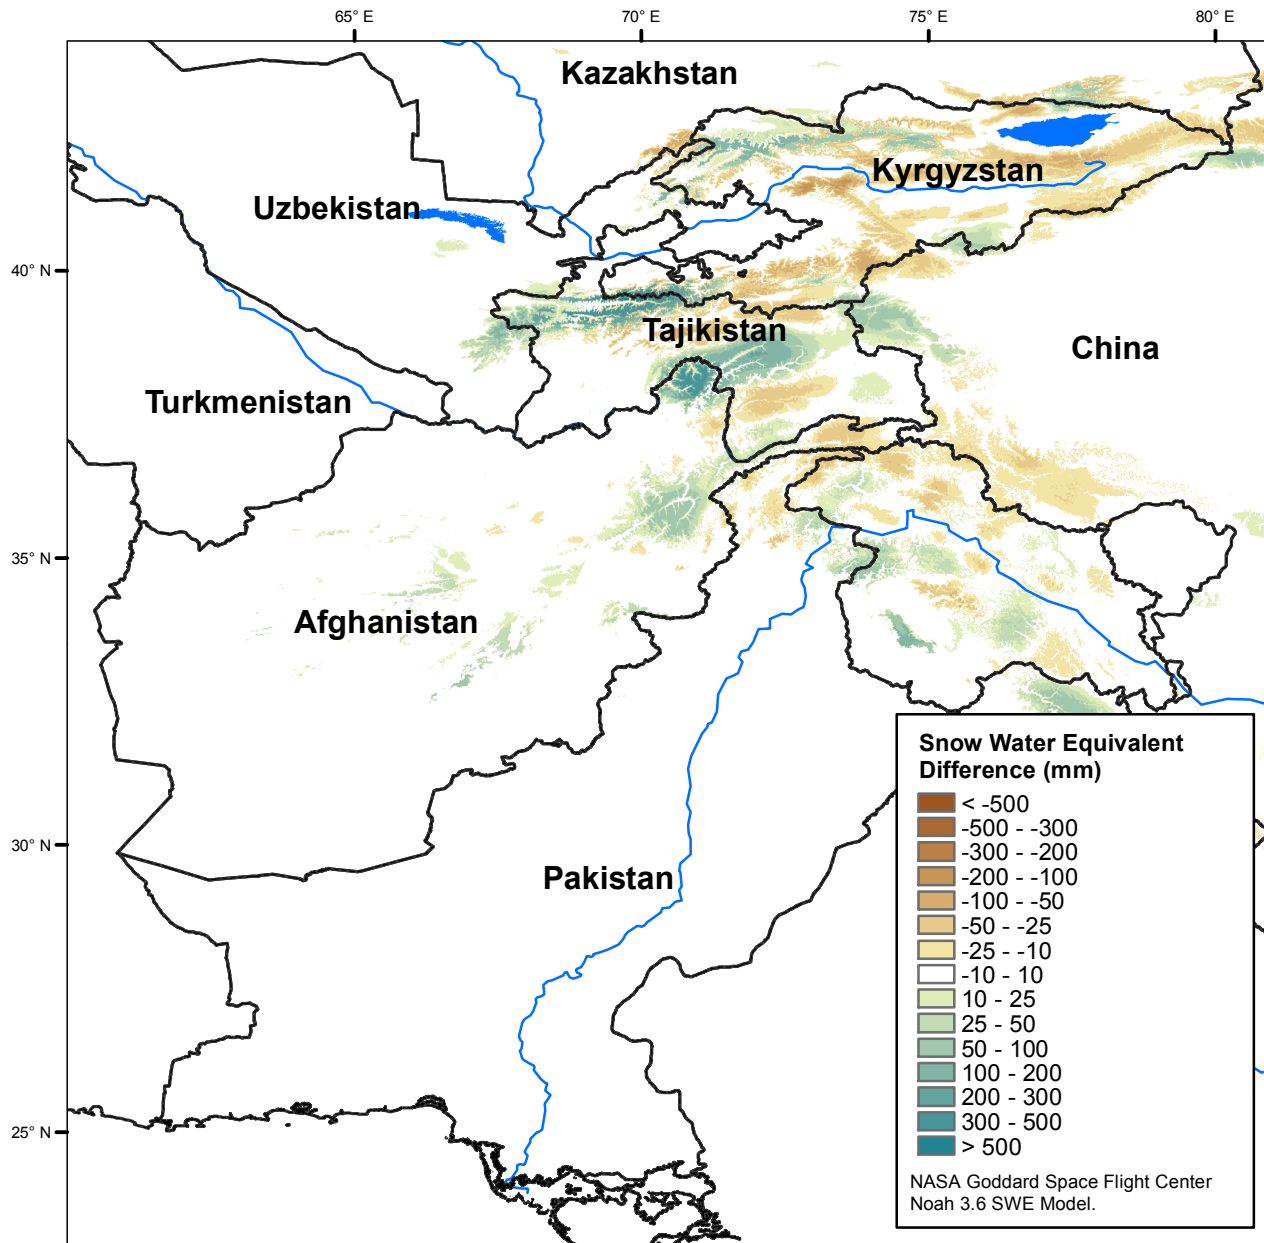 65° E
70° E
75° E
80° E
Kazakhstan
Kyrgyzstan
Uzbekistan
40° N
Tajikistan
China
Turkmenistan
35° N
Afghanistan
30° N
Pakistan
25° N
Snow Water Equivalent
Difference (mm)
< -500
-500 - -300
-300 - -200
-200 - -100
-100 - -50
-50 - -25
-25 - -10
-10 - 10
10 - 25
25 - 50
50 - 100
100 - 200
200 - 300
300 - 500
> 500
NASA Goddard Space Flight Center
Noah 3.6 SWE Model.